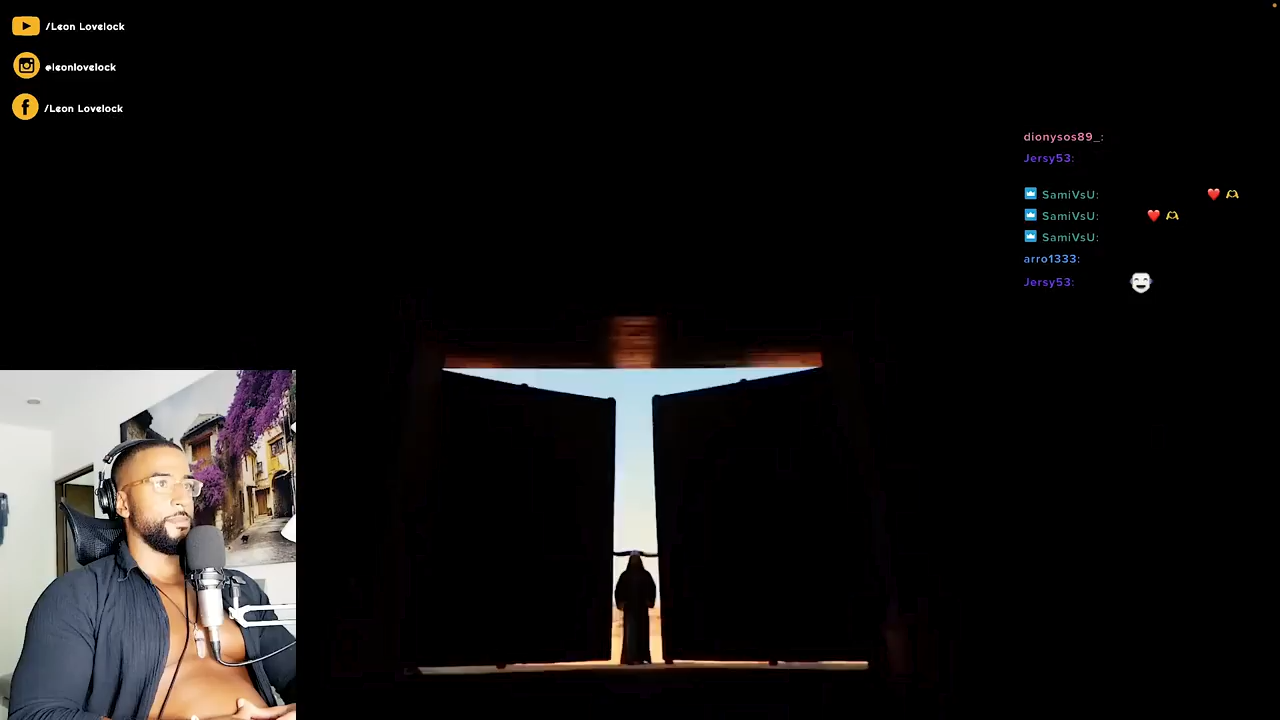 /Leon Lovelock
@leonlovelock
/Leon Lovelock
dionysos89_:
Jersy53:
SamiVsU:
SamiVsU:
SamiVsU:
arro1333:
Jersy53: